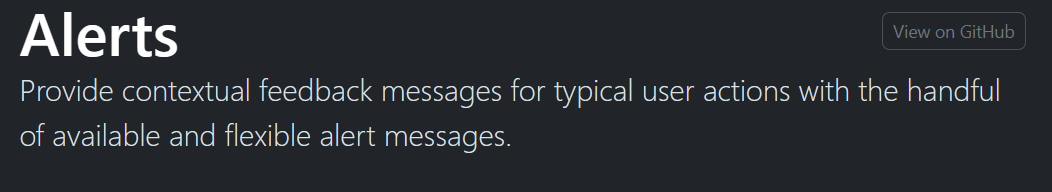 Alerts
View on GitHub
Provide contextual feedback messages for typical user actions with the handful
of available and flexible alert messages.